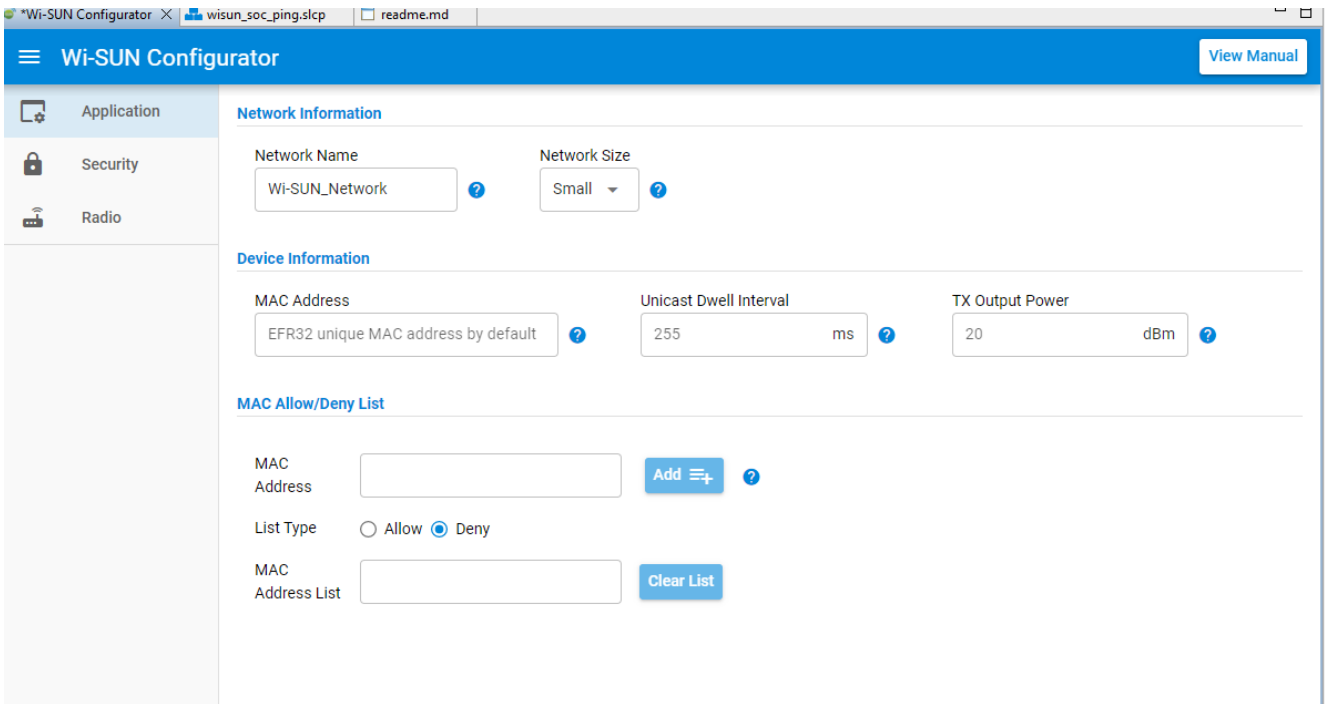 *Wi-SUN Configurator wisun_soc_ping.slcp readme.md
Wi-SUN Configurator View Manual
Application
Security
Radio
Network Information
Network Name Network Size
Wi-SUN_Network Small
Device Information
MAC Address Unicast Dwell Interval TX Output Power
EFR32 unique MAC address by default 255 ms 20 dBm
MAC Allow/Deny List
MAC
Address
Add
List Type Allow Deny
MAC
Address List
Clear List